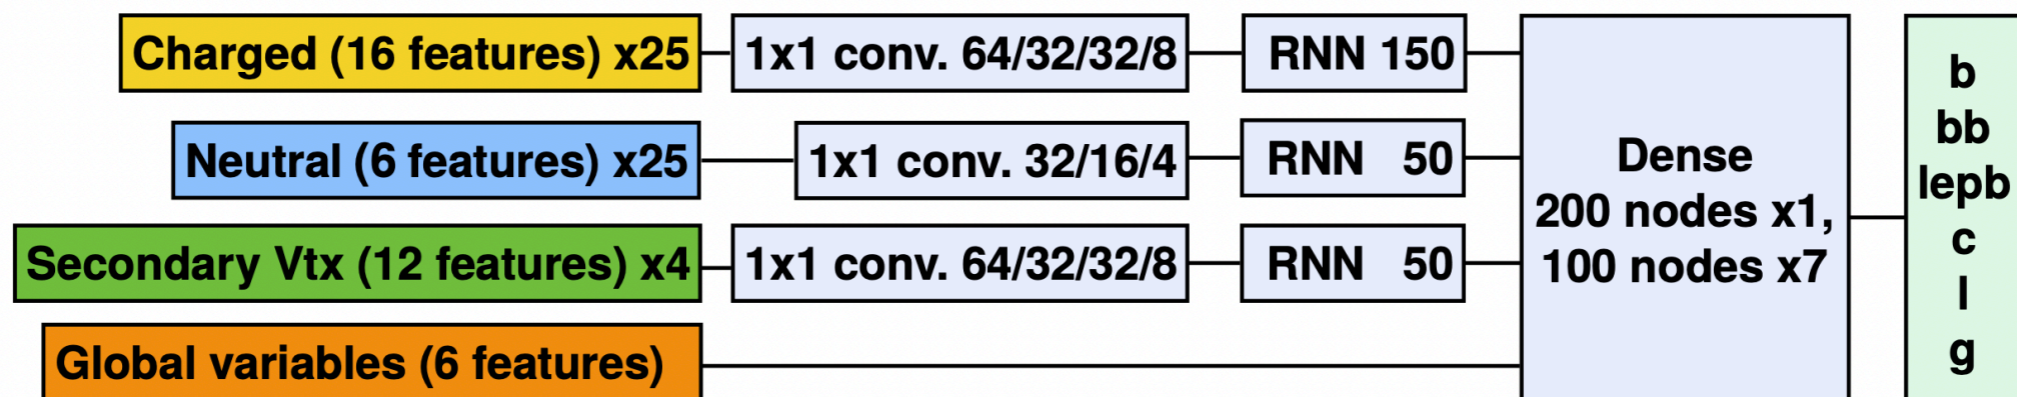 Charged (16 features) x25
1x1 conv. 64/32/32/8
RNN 150
Neutral (6 features) x25
1x1 conv. 32/16/4
RNN 50
Secondary Vtx (12 features) x4
1x1 conv. 64/32/32/8
RNN 50
Global variables (6 features)
Dense
200 nodes x1,
100 nodes x7
b
bb
lepb
c
l
g